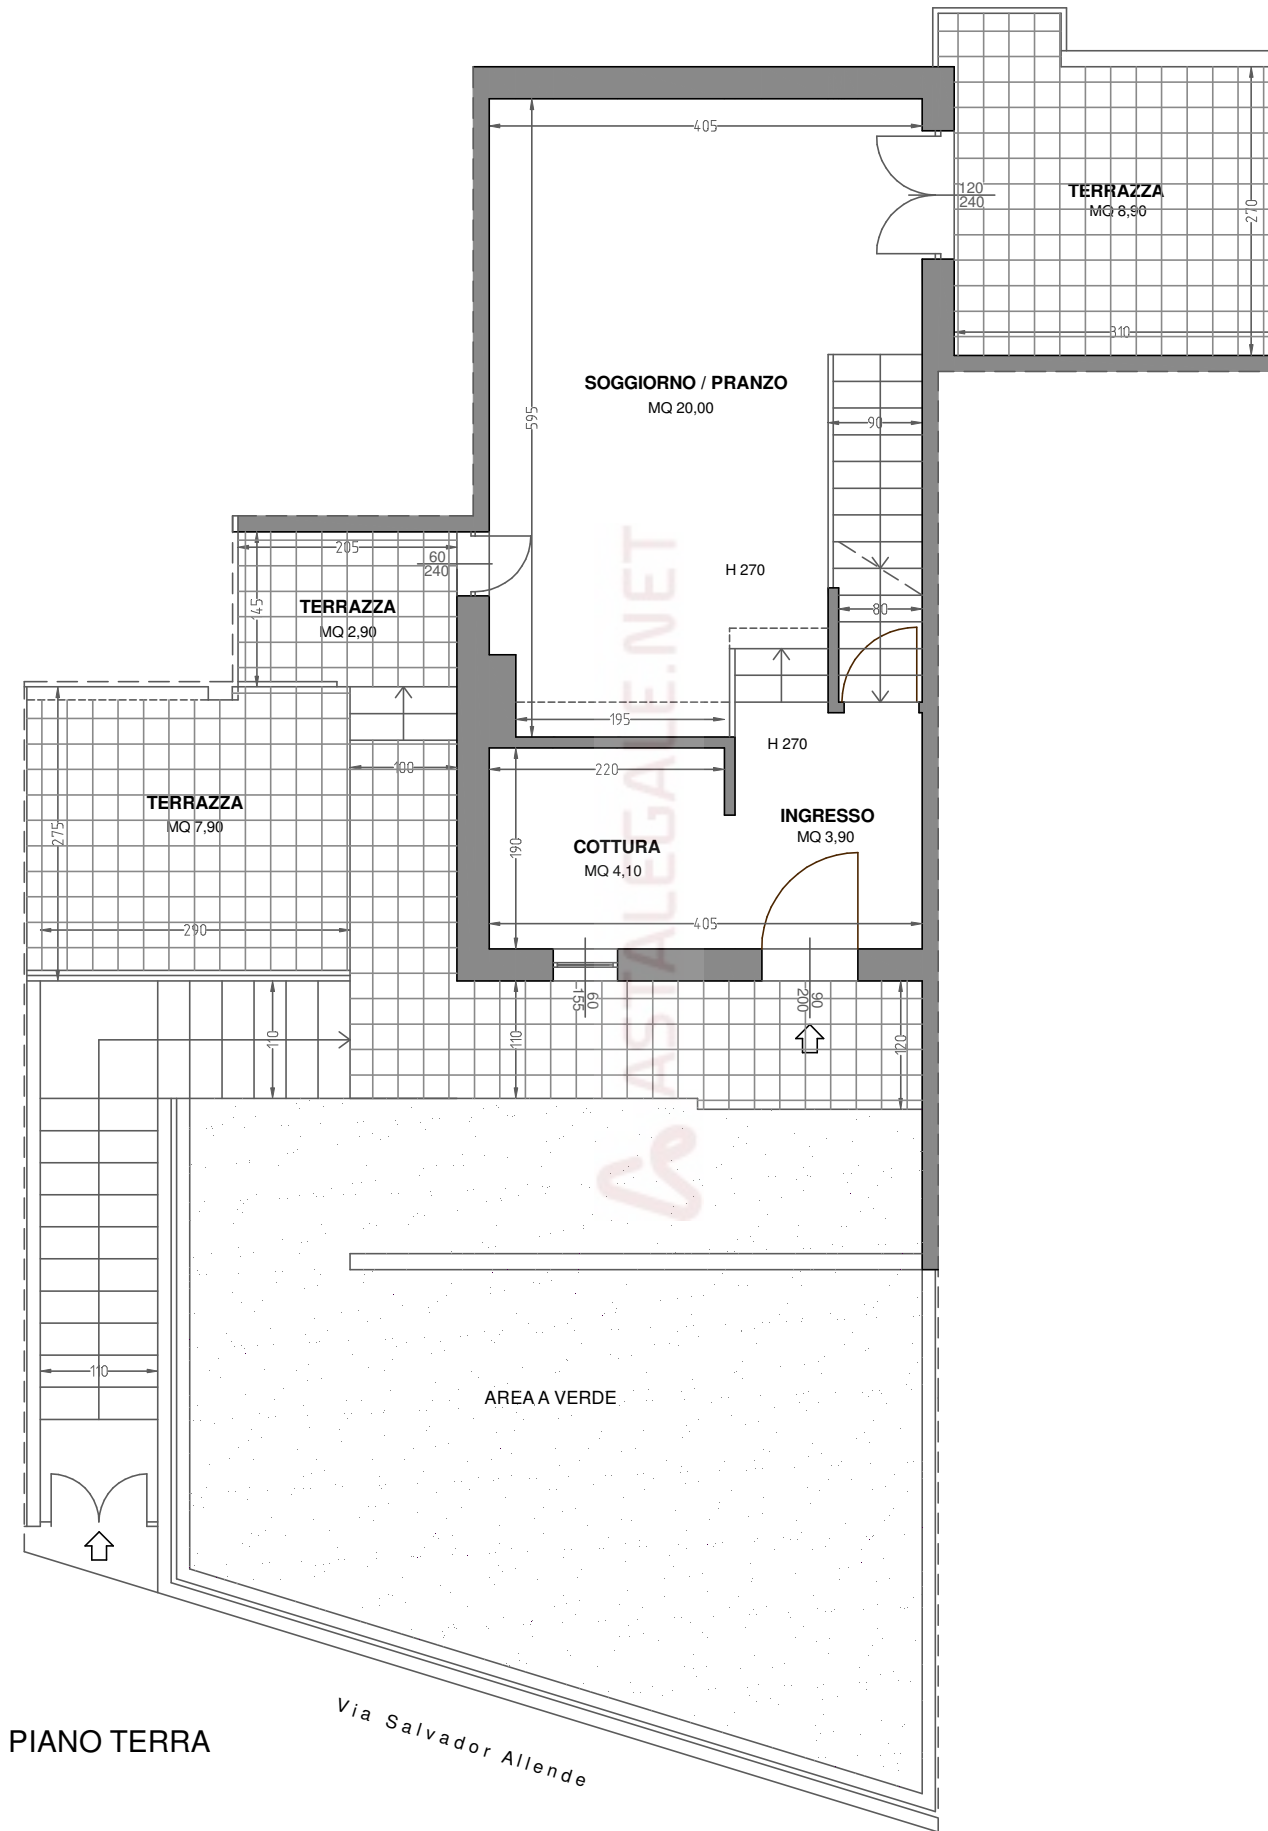 405
120
240
TERRAZZA
MQ 8,90
270
310
SOGGIORNO / PRANZO
MQ 20,00
595
90
205
60
240
H 270
TERRAZZA
MQ 2,90
145
80
195
H 270
100
220
TERRAZZA
MQ 7,90
275
INGRESSO
MQ 3,90
COTTURA
MQ 4,10
190
290
405
60
155
90
200
110
110
120
ASTALEGALE.NET
110
AREA A VERDE
Via Salvador Allende
PIANO TERRA